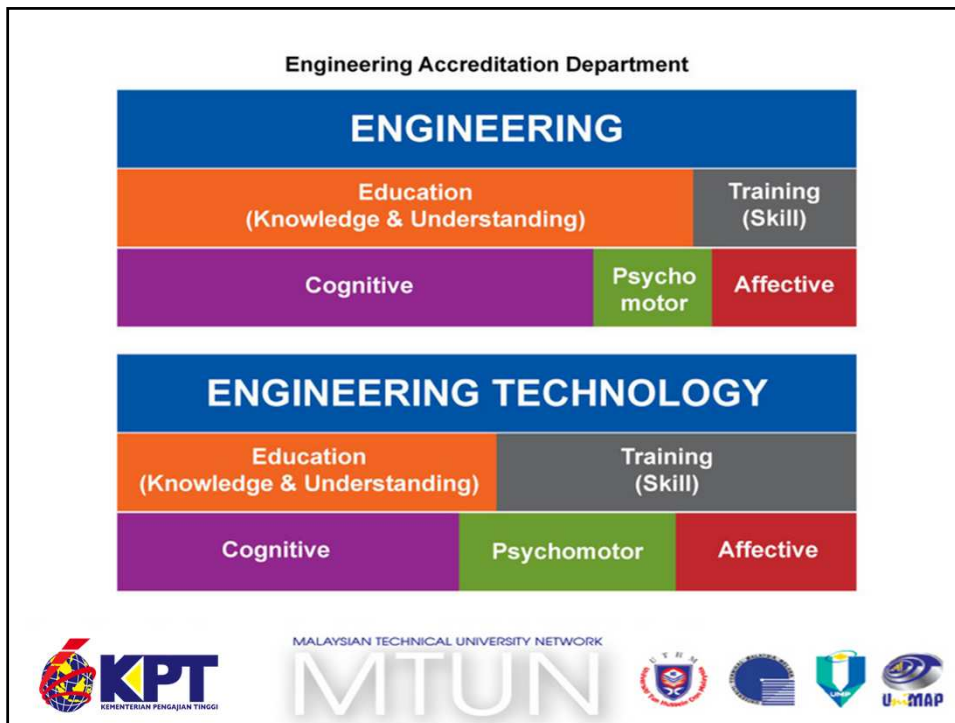 Engineering Accreditation Department
ENGINEERING
Education
(Knowledge & Understanding)
Training
(Skill)
Cognitive
Psycho
motor
Affective
ENGINEERING TECHNOLOGY
Education
(Knowledge & Understanding)
Training
(Skill)
Cognitive
Psychomotor
Affective
KPT
KEMENTERIAN PENGAJIAN TINGGI
MALAYSIAN TECHNICAL UNIVERSITY NETWORK
MTUN
UTHM
UMP
UniMAP